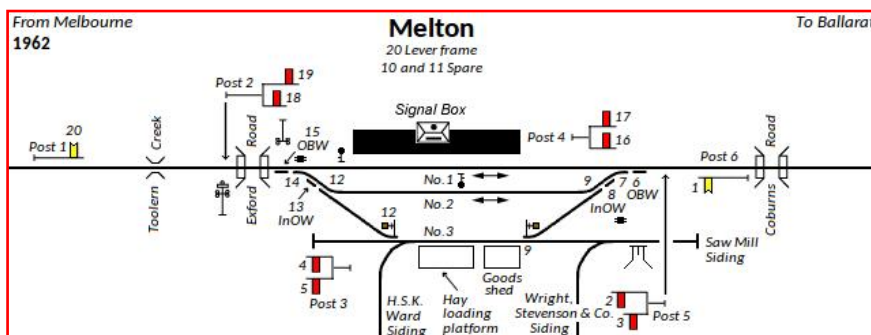 From Melbourne
1962
Melton
20 Lever frame
10 and 11 Spare
To Ballarat
Signal Box
Post 2
19
18
20
Post 1
Creek
Toolern
Road
Exford
15
OBW
14
12
13
InOW
12
No.1
No.2
No.3
Post 4
17
16
9
7
6
OBW
8
InOW
9
Post 6
1
Road
Coburns
4
5
Post 3
H.S.K.
Ward
Siding
Hay
loading
platform
Goods
shed
Wright,
Stevenson & Co.
Siding
2
3
Post 5
Saw Mill
Siding